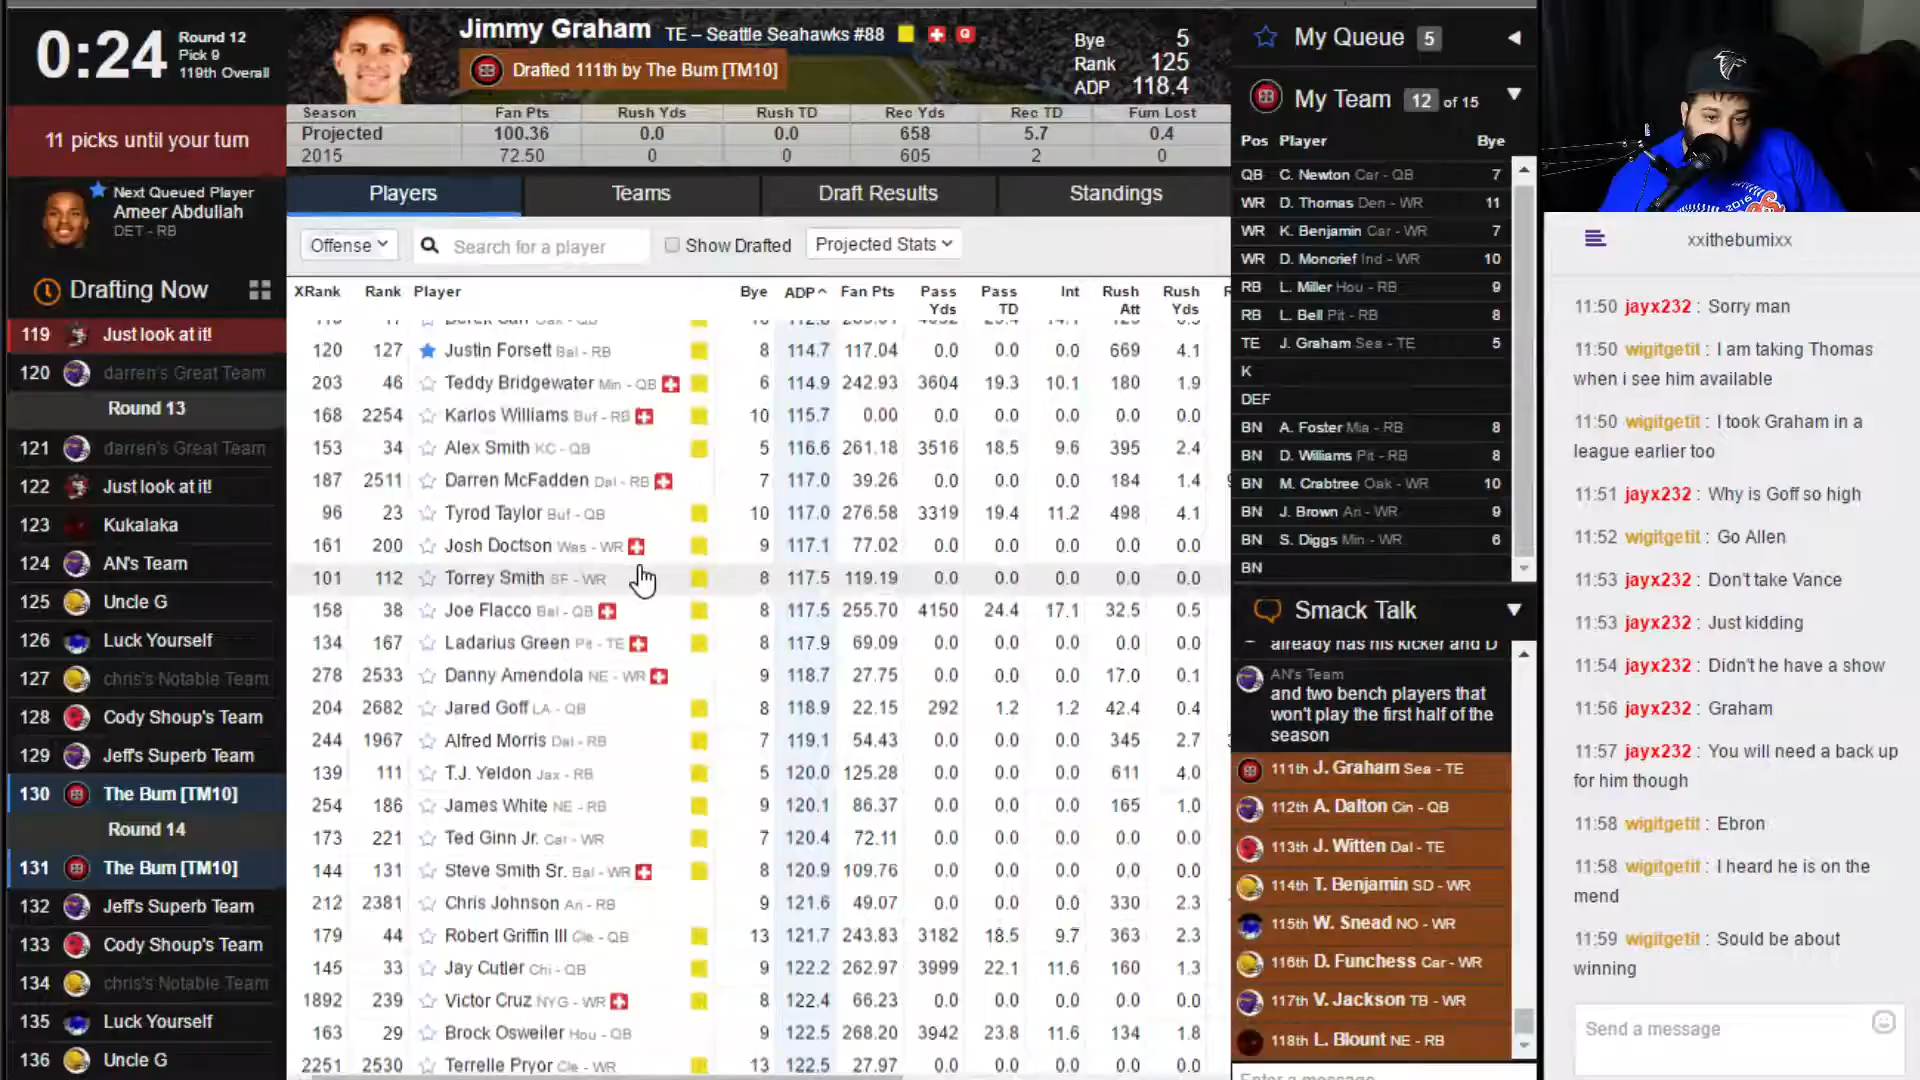 0:24
Round 12
Pick 9
119th Overall
11 picks until your turn
Next Queued Player
Ameer Abdullah
DET - RB
Drafting Now
119 Just look at it!
120 darren's Great Team
Round 13
121 darren's Great Team
122 Just look at it!
123 Kukalaka
124 AN's Team
125 Uncle G
126 Luck Yourself
127 chris's Notable Team
128 Cody Shoup's Team
129 Jeff's Superb Team
130 The Bum [TM10]
Round 14
131 The Bum [TM10]
132 Jeff's Superb Team
133 Cody Shoup's Team
134 chris's Notable Team
135 Luck Yourself
136 Uncle G
Jimmy Graham TE – Seattle Seahawks #88
Drafted 111th by The Bum [TM10]
Bye 5
Rank 125
ADP 118.4
Season Fan Pts Rush Yds Rush TD Rec Yds Rec TD Fum Lost
Projected 100.36 0.0 0.0 658 5.7 0.4
2015 72.50 0 0 605 2 0
Players Teams Draft Results Standings
Offense Search for a player Show Drafted Projected Stats
XRank Rank Player Bye ADP Fan Pts Pass Yds Pass TD Int Rush Att Rush Yds
120 127 Justin Forsett Bal - RB 8 114.7 117.04 0.0 0.0 0.0 669 4.1
203 46 Teddy Bridgewater Min - QB 6 114.9 242.93 3604 19.3 10.1 180 1.9
168 2254 Karlos Williams Buf - RB 10 115.7 0.00 0.0 0.0 0.0 0.0 0.0
153 34 Alex Smith KC - QB 5 116.6 261.18 3516 18.5 9.6 395 2.4
187 2511 Darren McFadden Dal - RB 7 117.0 39.26 0.0 0.0 0.0 184 1.4
96 23 Tyrod Taylor Buf - QB 10 117.0 276.58 3319 19.4 11.2 498 4.1
161 200 Josh Doctson Was - WR 9 117.1 77.02 0.0 0.0 0.0 0.0 0.0
101 112 Torrey Smith SF - WR 8 117.5 119.19 0.0 0.0 0.0 0.0 0.0
158 38 Joe Flacco Bal - QB 8 117.5 255.70 4150 24.4 17.1 32.5 0.5
134 167 Ladarius Green Pit - TE 8 117.9 69.09 0.0 0.0 0.0 0.0 0.0
278 2533 Danny Amendola NE - WR 9 118.7 27.75 0.0 0.0 0.0 17.0 0.1
204 2682 Jared Goff LA - QB 8 118.9 22.15 292 1.2 1.2 42.4 0.4
244 1967 Alfred Morris Dal - RB 7 119.1 54.43 0.0 0.0 0.0 345 2.7
139 111 T.J. Yeldon Jax - RB 5 120.0 125.28 0.0 0.0 0.0 611 4.0
254 186 James White NE - RB 9 120.1 86.37 0.0 0.0 0.0 165 1.0
173 221 Ted Ginn Jr. Car - WR 7 120.4 72.11 0.0 0.0 0.0 0.0 0.0
144 131 Steve Smith Sr. Bal - WR 8 120.9 109.76 0.0 0.0 0.0 0.0 0.0
212 2381 Chris Johnson Ari - RB 9 121.6 49.07 0.0 0.0 0.0 330 2.3
179 44 Robert Griffin III Cle - QB 13 121.7 243.83 3182 18.5 9.7 363 2.3
145 33 Jay Cutler Chi - QB 9 122.2 262.97 3999 22.1 11.6 160 1.3
1892 239 Victor Cruz NYG - WR 8 122.4 66.23 0.0 0.0 0.0 0.0 0.0
163 29 Brock Osweiler Hou - QB 9 122.5 268.20 3942 23.8 11.6 134 1.8
2251 2530 Terrelle Pryor Cle - WR 13 122.5 27.97 0.0 0.0 0.0 0.0 0.0
My Queue 5
My Team 12 of 15
Pos Player Bye
QB C. Newton Car - QB 7
WR D. Thomas Den - WR 11
WR K. Benjamin Car - WR 7
WR D. Moncrief Ind - WR 10
RB L. Miller Hou - RB 9
RB L. Bell Pit - RB 8
TE J. Graham Sea - TE 5
K
DEF
BN A. Foster Mia - RB 8
BN D. Williams Pit - RB 8
BN M. Crabtree Oak - WR 10
BN J. Brown Ari - WR 9
BN S. Diggs Min - WR 6
BN
Smack Talk
already has his kicker and D
AN's Team
and two bench players that
won't play the first half of the
season
111th J. Graham Sea - TE
112th A. Dalton Cin - QB
113th J. Witten Dal - TE
114th T. Benjamin SD - WR
115th W. Snead NO - WR
116th D. Funchess Car - WR
117th V. Jackson TB - WR
118th L. Blount NE - RB
Enter a message
xxithebumixx
11:50 jayx232 : Sorry man
11:50 wigitgetit : I am taking Thomas
when i see him available
11:50 wigitgetit : I took Graham in a
league earlier too
11:51 jayx232 : Why is Goff so high
11:52 wigitgetit : Go Allen
11:53 jayx232 : Don't take Vance
11:53 jayx232 : Just kidding
11:54 jayx232 : Didn't he have a show
11:56 jayx232 : Graham
11:57 jayx232 : You will need a back up
for him though
11:58 wigitgetit : Ebron
11:58 wigitgetit : I heard he is on the
mend
11:59 wigitgetit : Sould be about
winning
Send a message